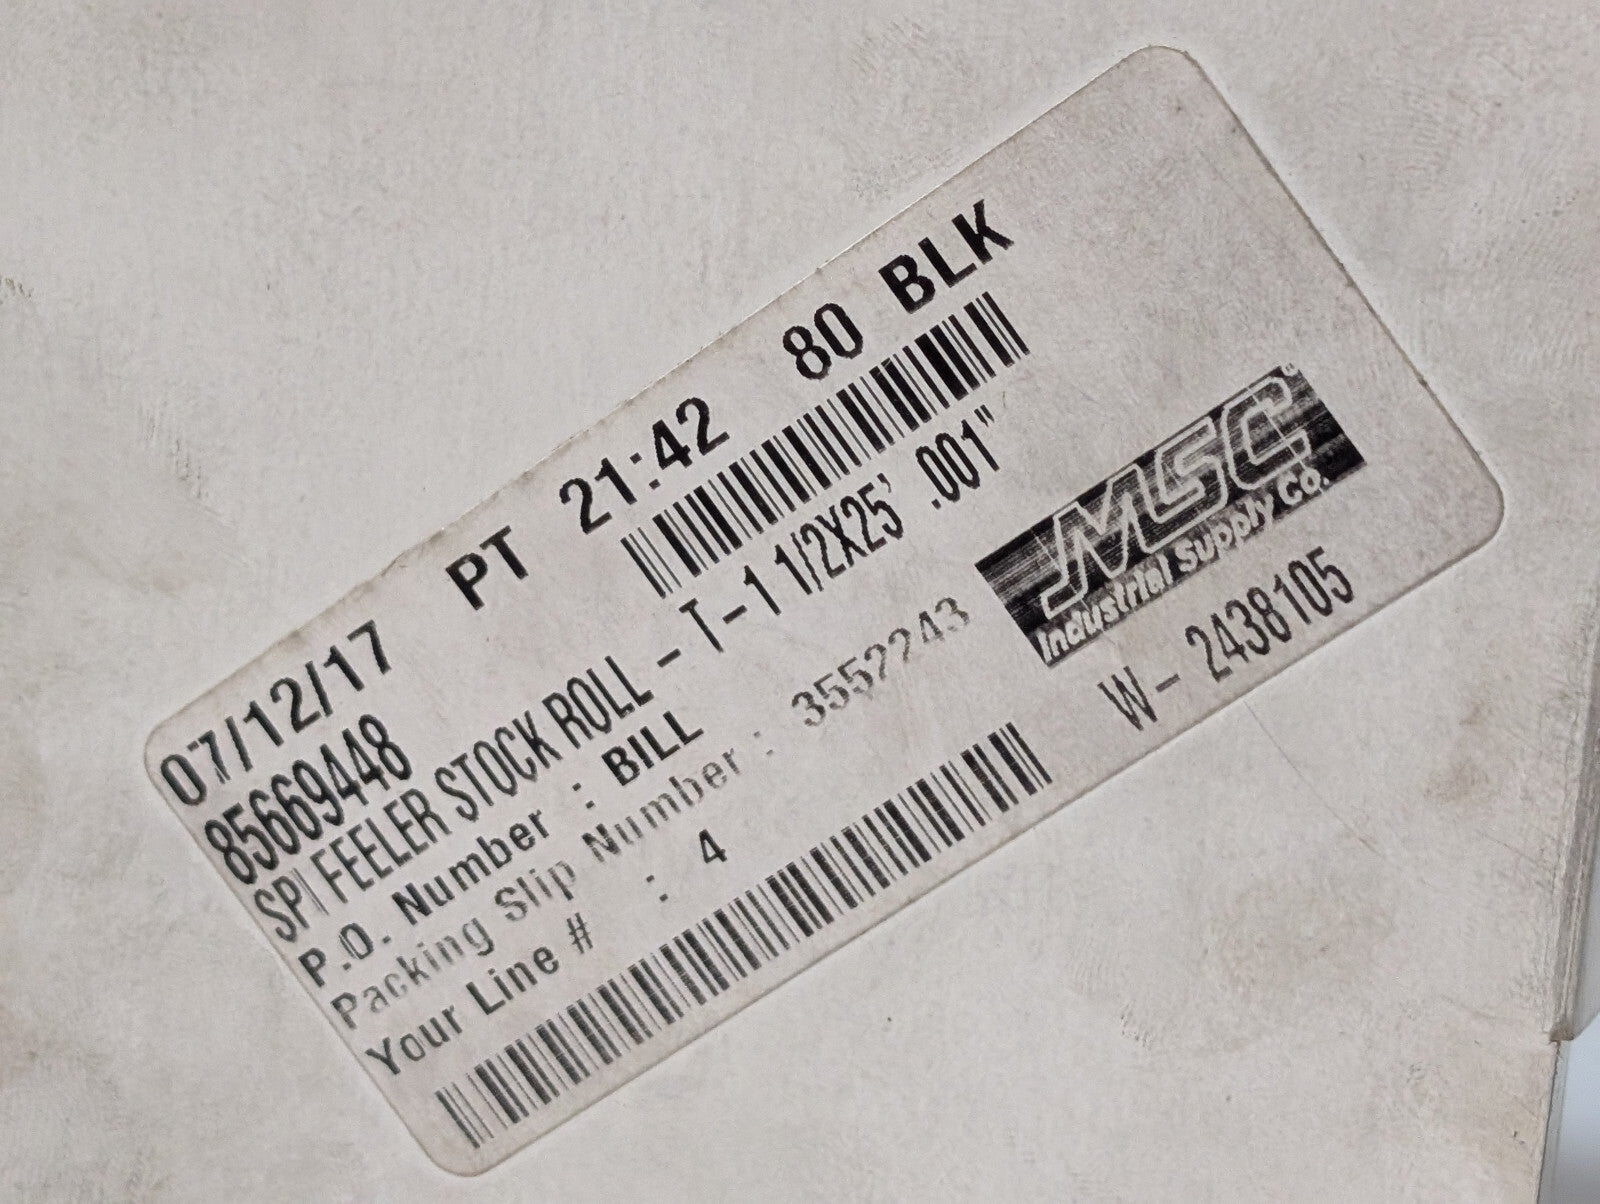 07/12/17 PT 21:42 80 BLK
85669448
SPI FEELER STOCK ROLL - T-1 1/2X25' .001"
P.O. Number : BILL
Packing Slip Number : 3552243
Your Line # : 4
MSC
Industrial Supply Co.
W- 2438105